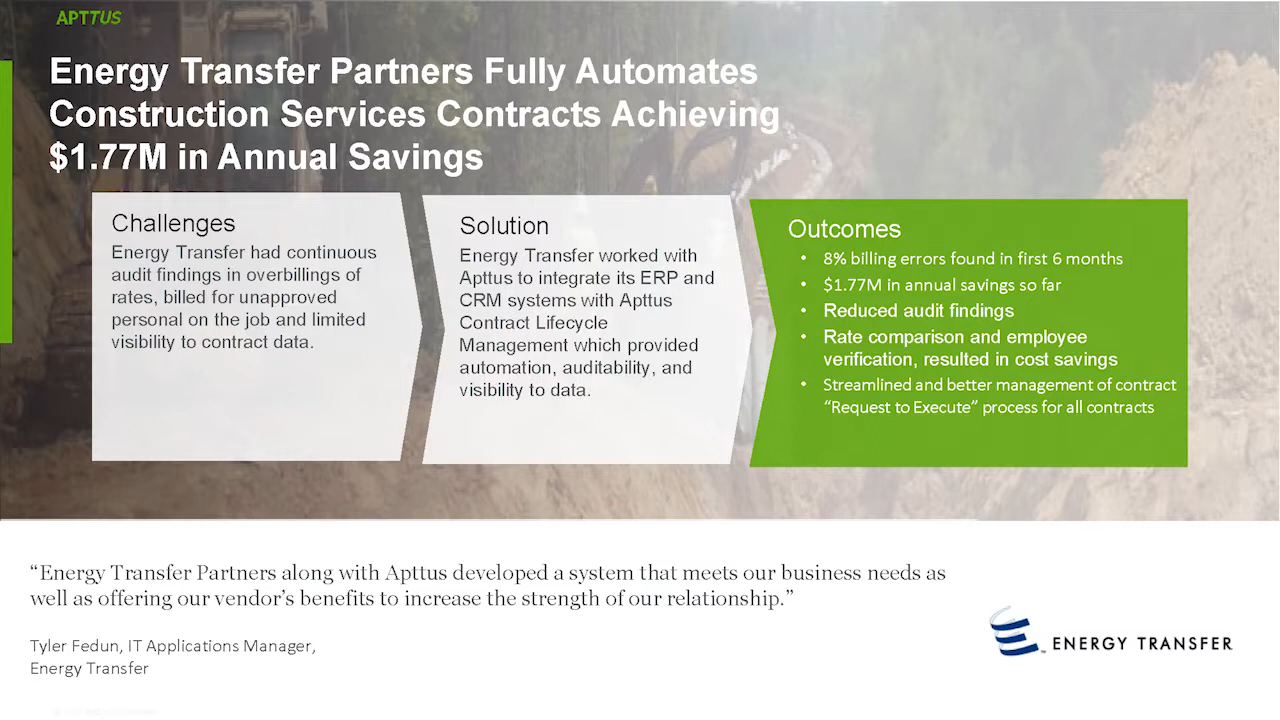 APTTUS
Energy Transfer Partners Fully Automates
Construction Services Contracts Achieving
$1.77M in Annual Savings
Challenges
Energy Transfer had continuous
audit findings in overbillings of
rates, billed for unapproved
personal on the job and limited
visibility to contract data.
Solution
Energy Transfer worked with
Apttus to integrate its ERP and
CRM systems with Apttus
Contract Lifecycle
Management which provided
automation, auditability, and
visibility to data.
Outcomes
• 8% billing errors found in first 6 months
• $1.77M in annual savings so far
• Reduced audit findings
• Rate comparison and employee
verification, resulted in cost savings
• Streamlined and better management of contract
“Request to Execute” process for all contracts
“Energy Transfer Partners along with Apttus developed a system that meets our business needs as
well as offering our vendor’s benefits to increase the strength of our relationship.”
Tyler Fedun, IT Applications Manager,
Energy Transfer
ENERGY TRANSFER